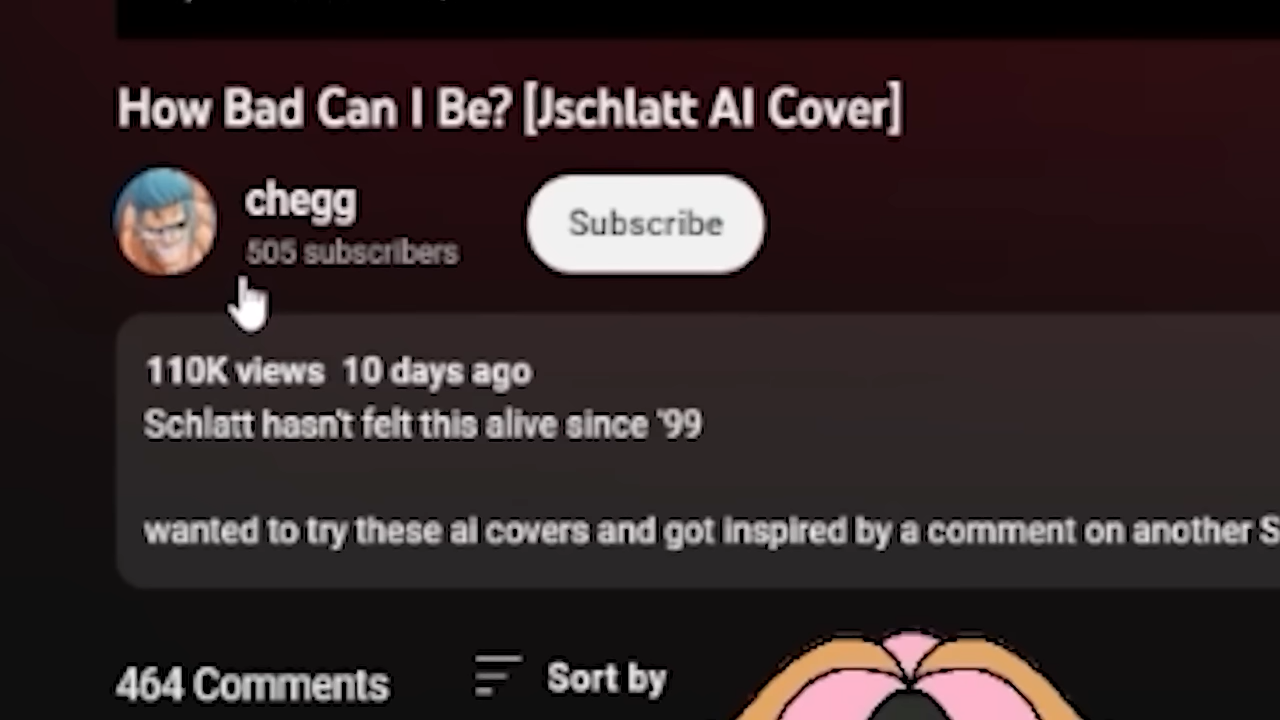 How Bad Can I Be? [Jschlatt AI Cover]
chegg
Subscribe
505 subscribers
110K views 10 days ago
Schlatt hasn't felt this alive since '99
wanted to try these ai covers and got inspired by a comment on another S
464 Comments
Sort by